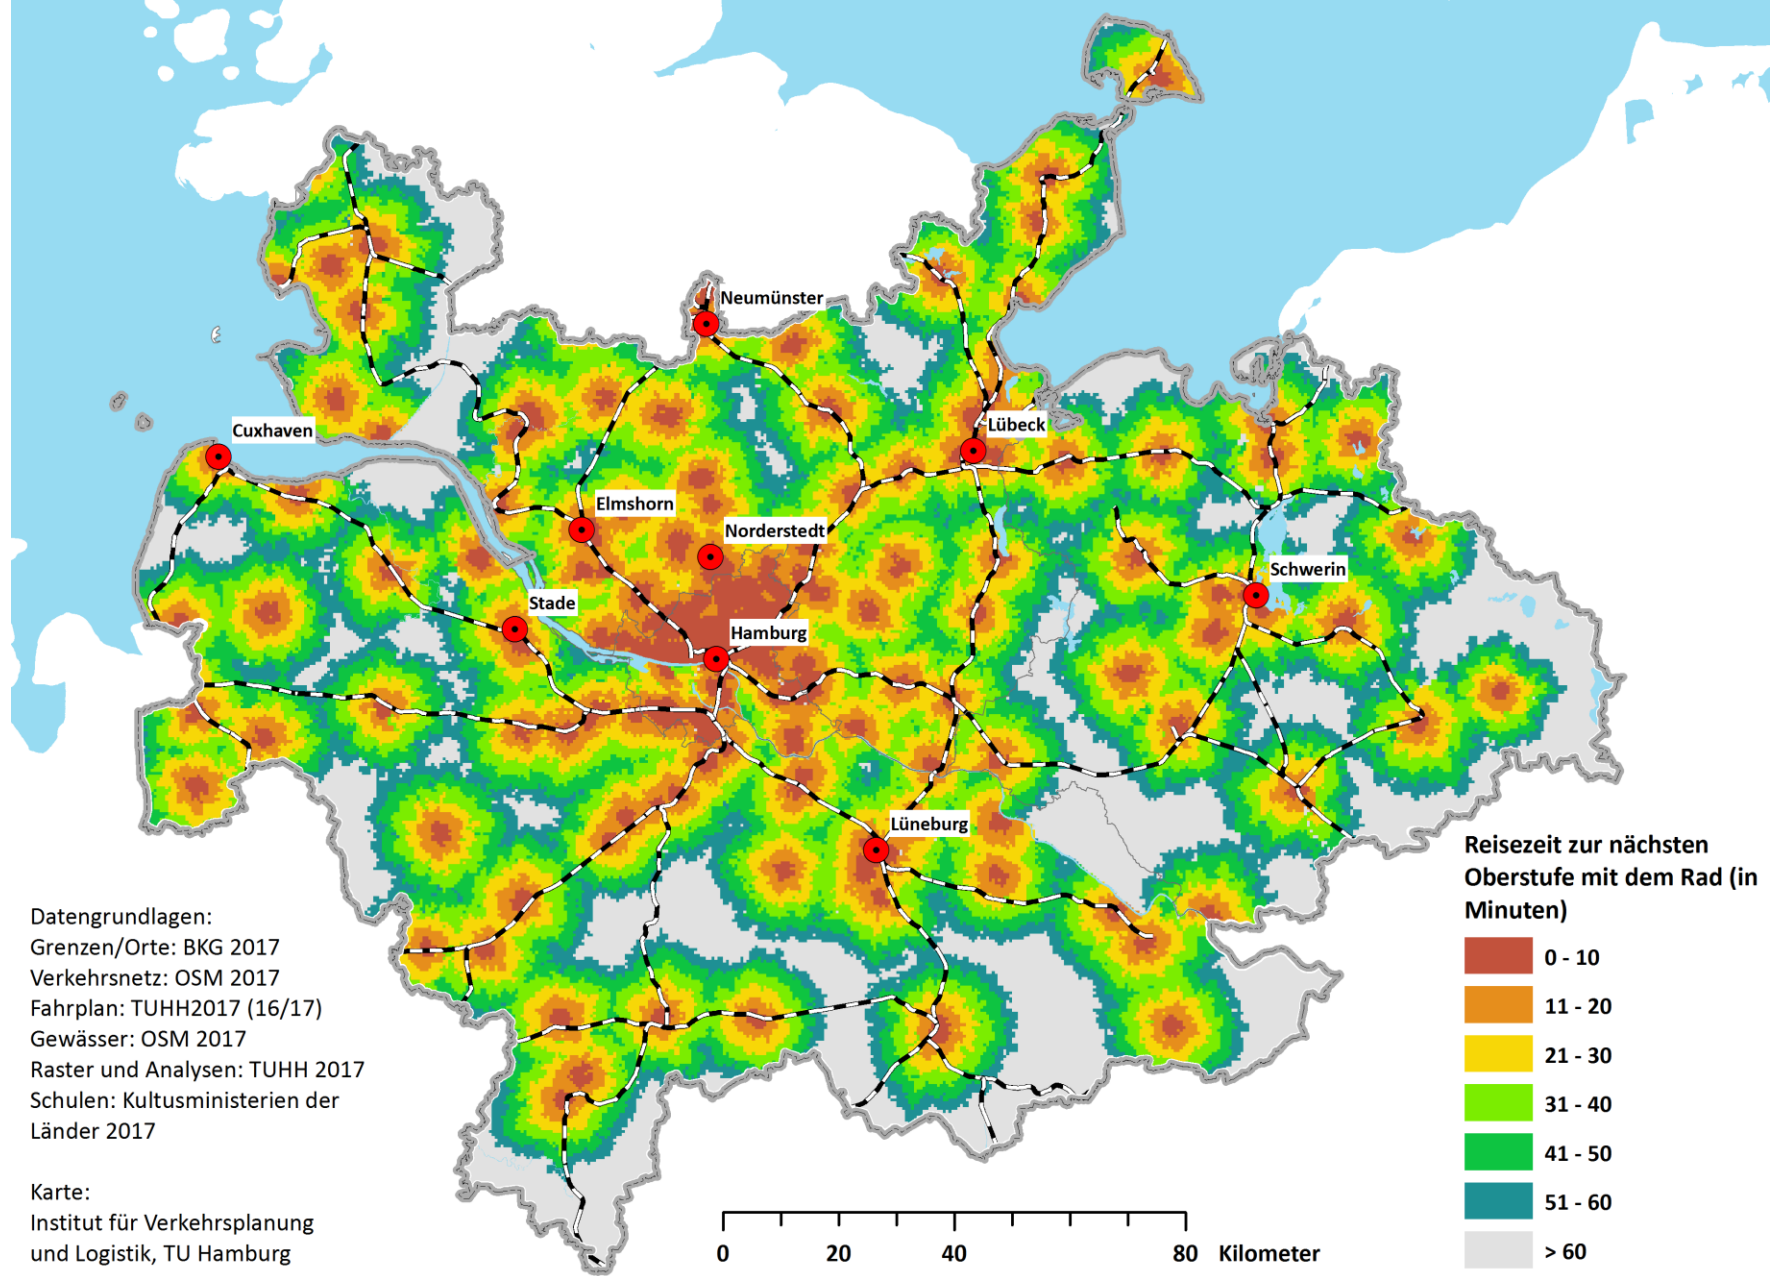 Neumünster
Cuxhaven
Lübeck
Elmshorn
Norderstedt
Schwerin
Stade
Hamburg
Lüneburg
Datengrundlagen:
Grenzen/Orte: BKG 2017
Verkehrsnetz: OSM 2017
Fahrplan: TUHH2017 (16/17)
Gewässer: OSM 2017
Raster und Analysen: TUHH 2017
Schulen: Kultusministerien der
Länder 2017
Karte:
Institut für Verkehrsplanung
und Logistik, TU Hamburg
0 20 40 80 Kilometer
Reisezeit zur nächsten
Oberstufe mit dem Rad (in
Minuten)
0 - 10
11 - 20
21 - 30
31 - 40
41 - 50
51 - 60
> 60